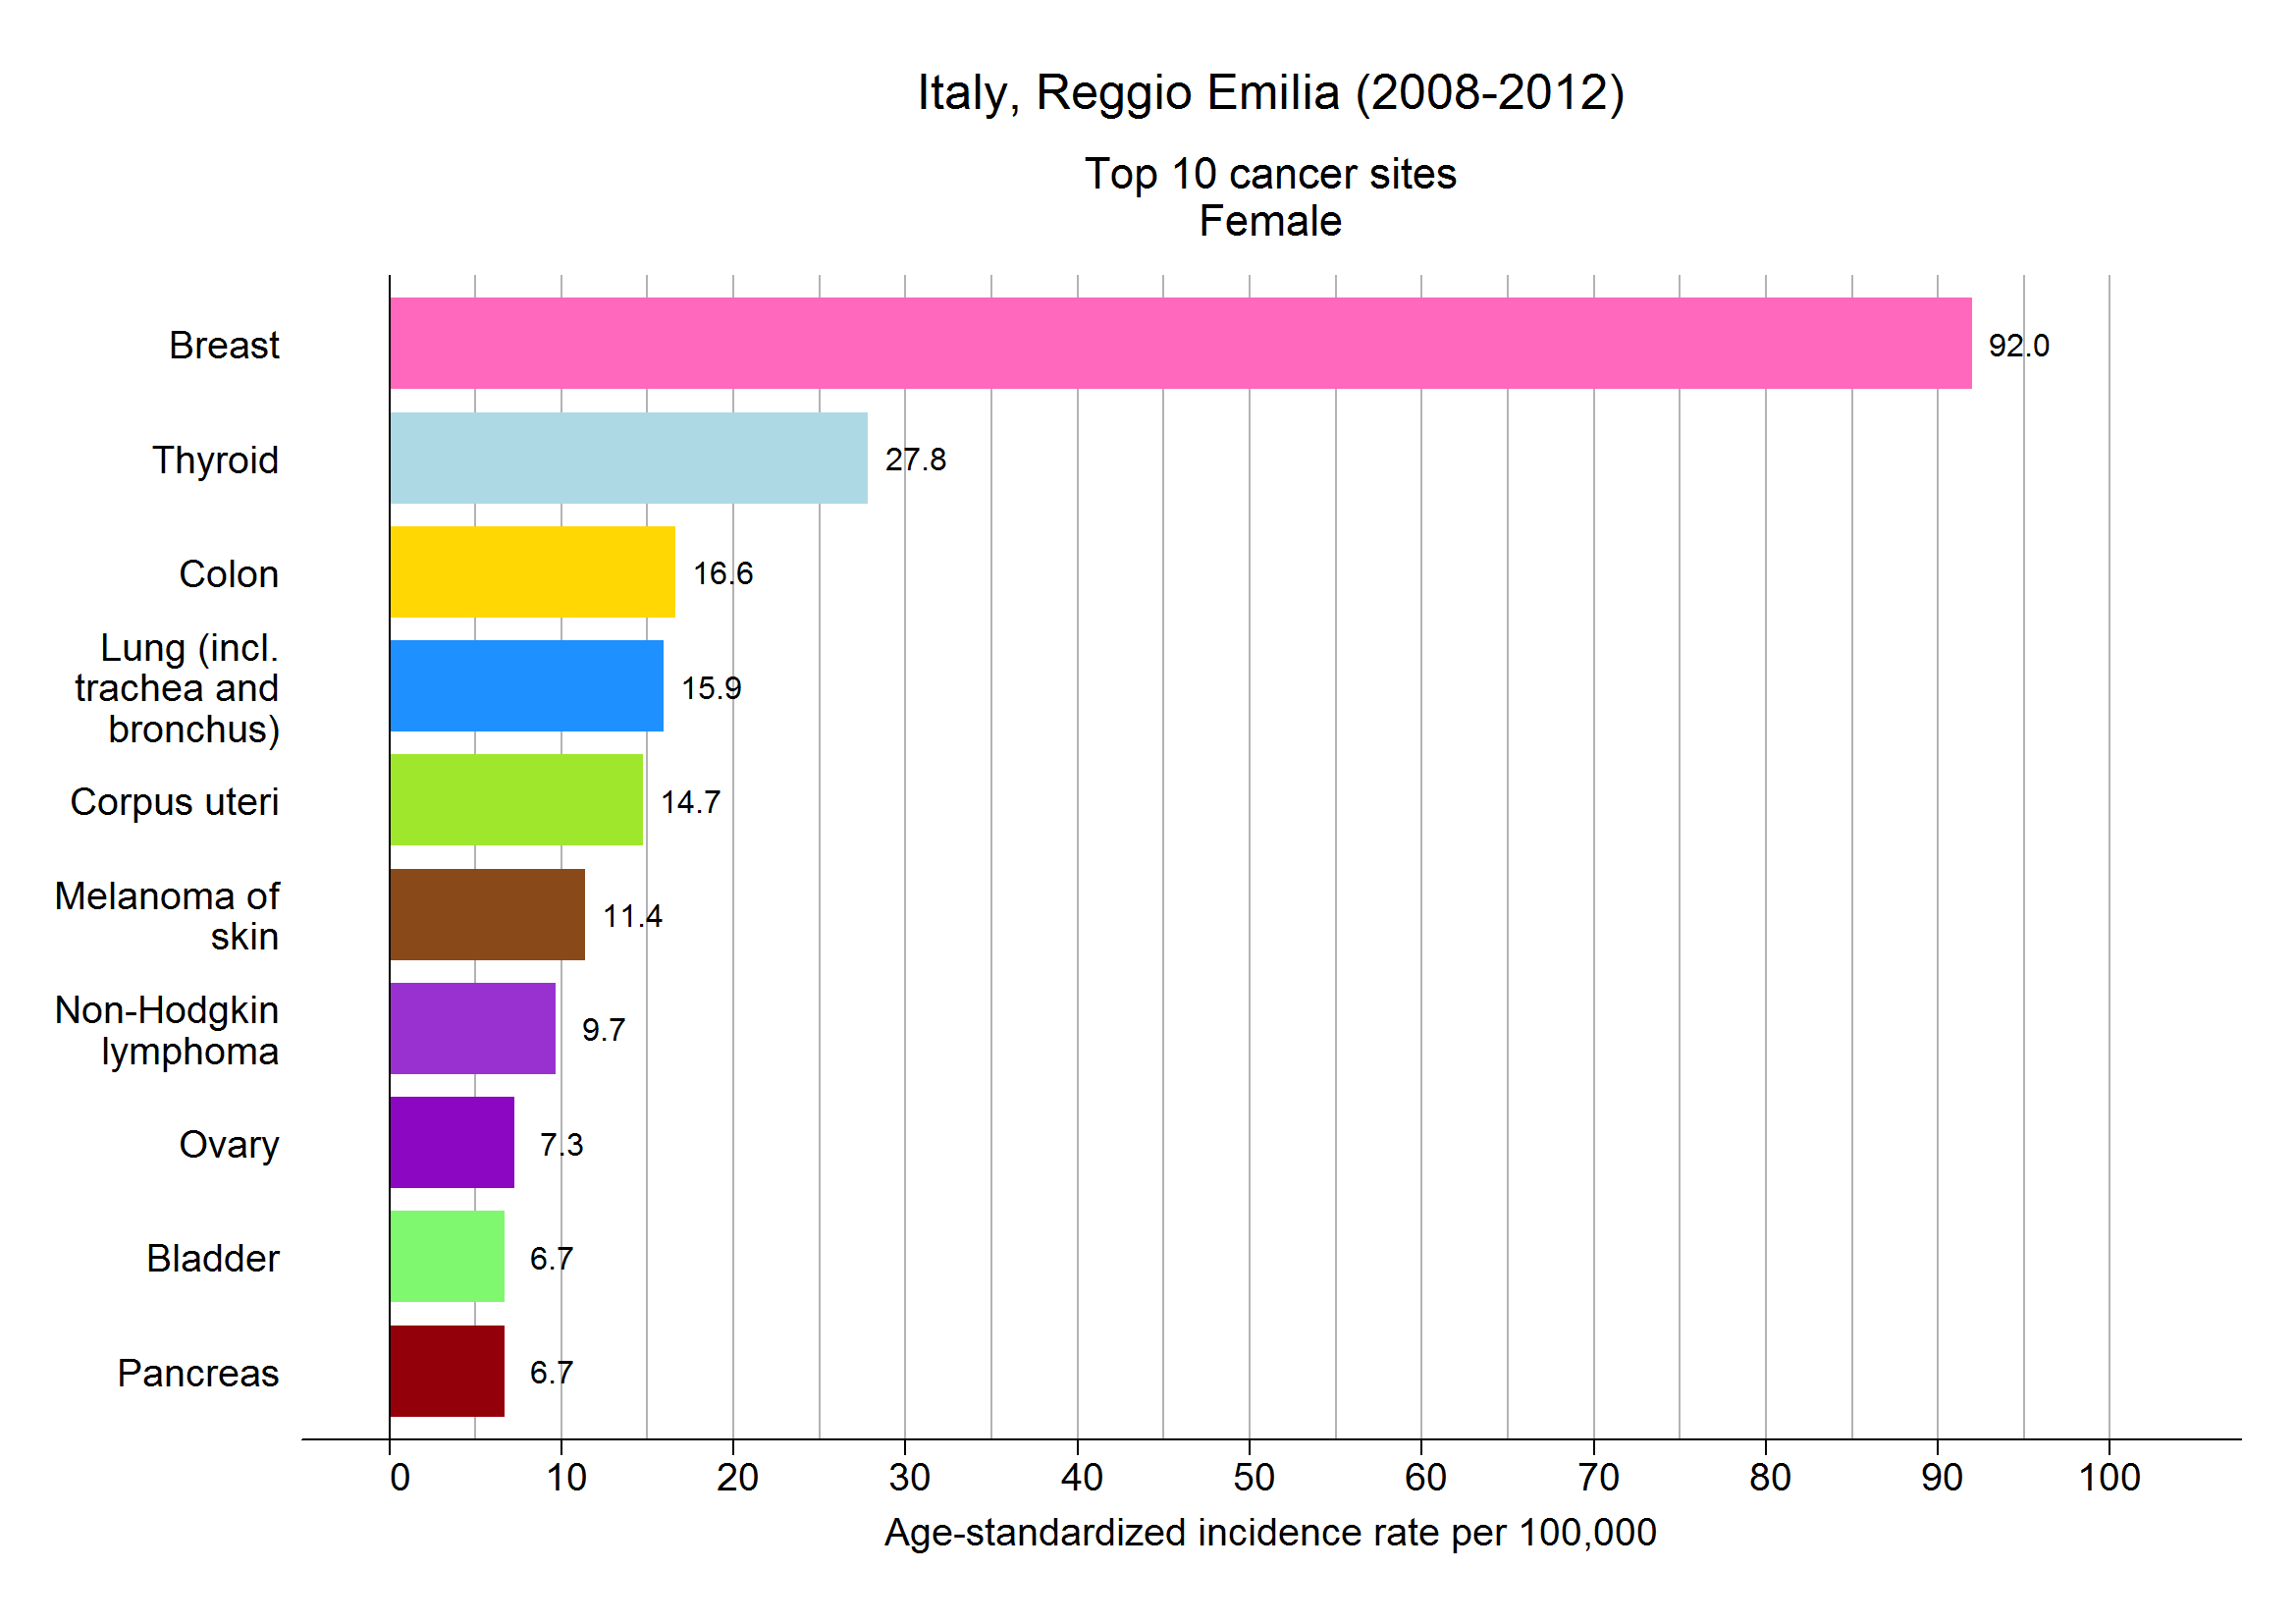 Italy, Reggio Emilia (2008-2012)
Top 10 cancer sites
Female
Breast
92.0
Thyroid
27.8
Colon
16.6
Lung (incl.
trachea and
bronchus)
15.9
Corpus uteri
14.7
Melanoma of
skin
11.4
Non-Hodgkin
lymphoma
9.7
Ovary
7.3
Bladder
6.7
Pancreas
6.7
0 10 20 30 40 50 60 70 80 90 100
Age-standardized incidence rate per 100,000